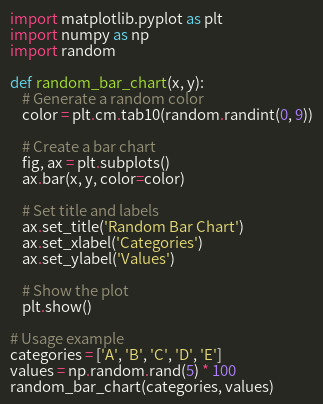 import matplotlib.pyplot as plt
import numpy as np
import random

def random_bar_chart(x, y):
    # Generate a random color
    color = plt.cm.tab10(random.randint(0, 9))

    # Create a bar chart
    fig, ax = plt.subplots()
    ax.bar(x, y, color=color)

    # Set title and labels
    ax.set_title('Random Bar Chart')
    ax.set_xlabel('Categories')
    ax.set_ylabel('Values')

    # Show the plot
    plt.show()

# Usage example
categories = ['A', 'B', 'C', 'D', 'E']
values = np.random.rand(5) * 100
random_bar_chart(categories, values)